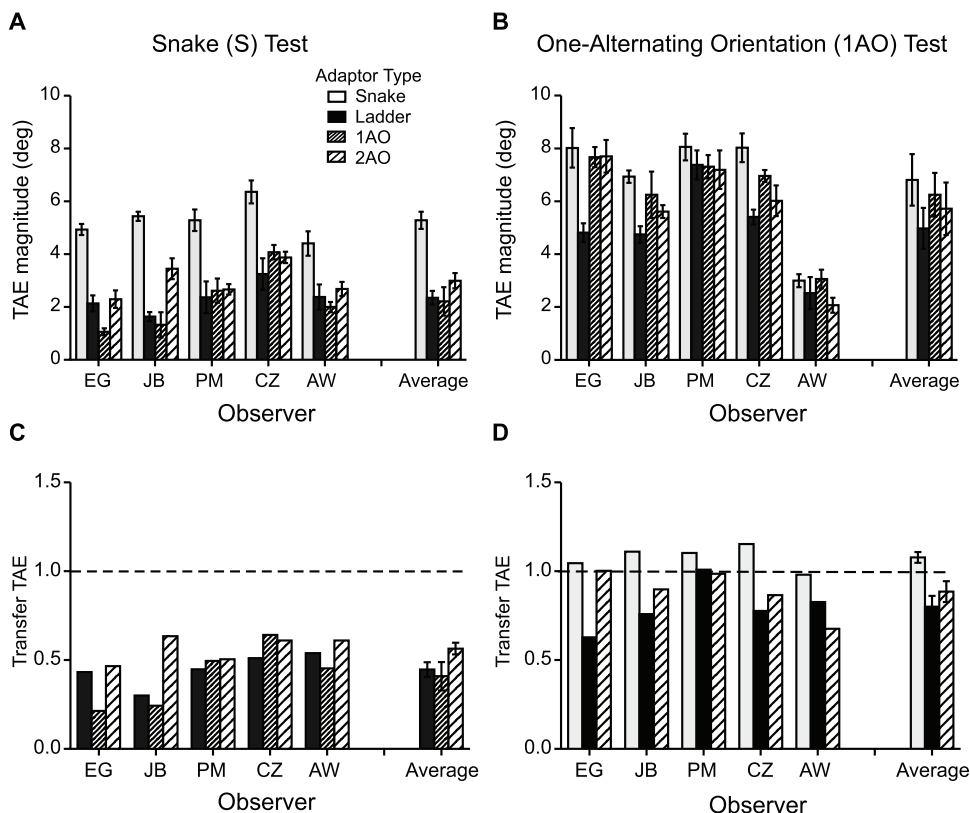 A
Snake (S) Test
Adaptor Type
Snake
Ladder
1AO
2AO
TAE magnitude (deg)
10
8
6
4
2
0
EG JB PM CZ AW Average
Observer
B
One-Alternating Orientation (1AO) Test
TAE magnitude (deg)
10
8
6
4
2
0
EG JB PM CZ AW Average
Observer
C
Transfer TAE
1.5
1.0
0.5
0.0
EG JB PM CZ AW Average
Observer
D
Transfer TAE
1.5
1.0
0.5
0.0
EG JB PM CZ AW Average
Observer